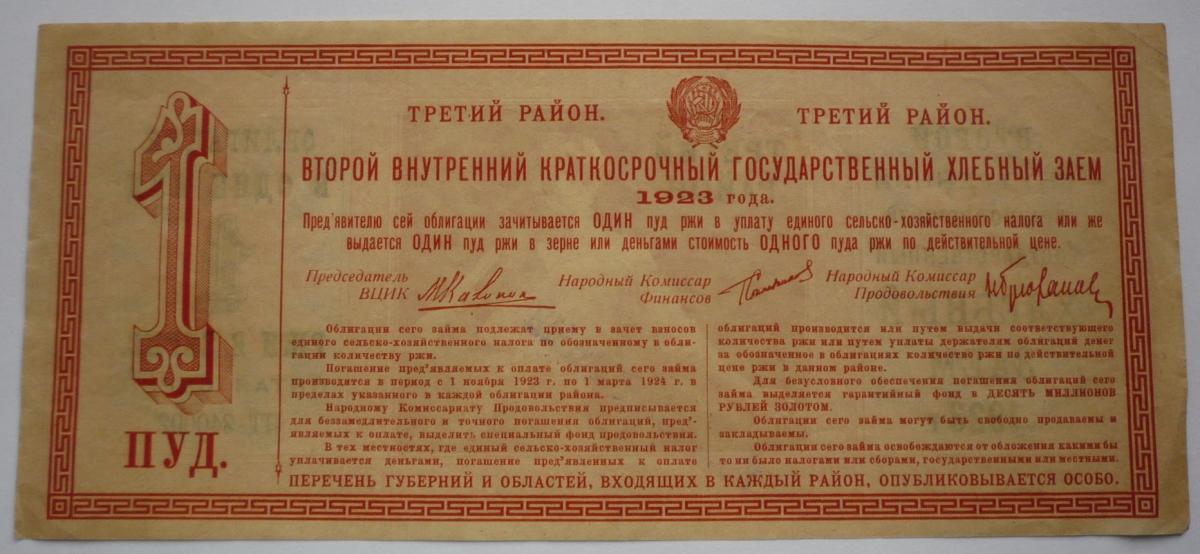 1
ПУД.
ТРЕТИЙ РАЙОН.
ТРЕТИЙ РАЙОН.
ВТОРОЙ ВНУТРЕННИЙ КРАТКОСРОЧНЫЙ ГОСУДАРСТВЕННЫЙ ХЛЕБНЫЙ ЗАЕМ
1923 года.
Пред'явителю сей облигации зачитывается ОДИН пуд ржи в уплату единого сельско-хозяйственного налога или же
выдается ОДИН пуд ржи в зерне или деньгами стоимость ОДНОГО пуда ржи по действительной цене.
Председатель
ВЦИК
МКалинин
Народный Комиссар
Финансов
Народный Комиссар
Продовольствия
НБрюханов
Облигации сего займа подлежат приему в зачет взносов
единого сельско-хозяйственного налога по обозначенному в обли-
гации количеству ржи.
Погашение пред'являемых к оплате облигаций сего займа
производится в период с 1 ноября 1923 г. по 1 марта 1924 г. в
пределах указанного в каждой облигации района.
Народному Комиссариату Продовольствия предписывается
для беззамедлительного и точного погашения облигаций, пред'-
являемых к оплате, выделить специальный фонд продовольствия.
В тех местностях, где единый сельско-хозяйственный налог
уплачивается деньгами, погашение пред'явленных к оплате
облигаций производится или путем выдачи соответствующего
количества ржи или путем уплаты держателям облигаций денег
за обозначенное в облигациях количество ржи по действительной
цене ржи в данном районе.
Для безусловного обеспечения погашения облигаций сего
займа выделяется гарантийный фонд в ДЕСЯТЬ МИЛЛИОНОВ
РУБЛЕЙ ЗОЛОТОМ.
Облигации сего займа могут быть свободно продаваемы и
закладываемы.
Облигации сего займа освобождаются от обложения какими бы
то ни было налогами или сборами, государственными или местными.
ПЕРЕЧЕНЬ ГУБЕРНИЙ И ОБЛАСТЕЙ, ВХОДЯЩИХ В КАЖДЫЙ РАЙОН, ОПУБЛИКОВЫВАЕТСЯ ОСОБО.